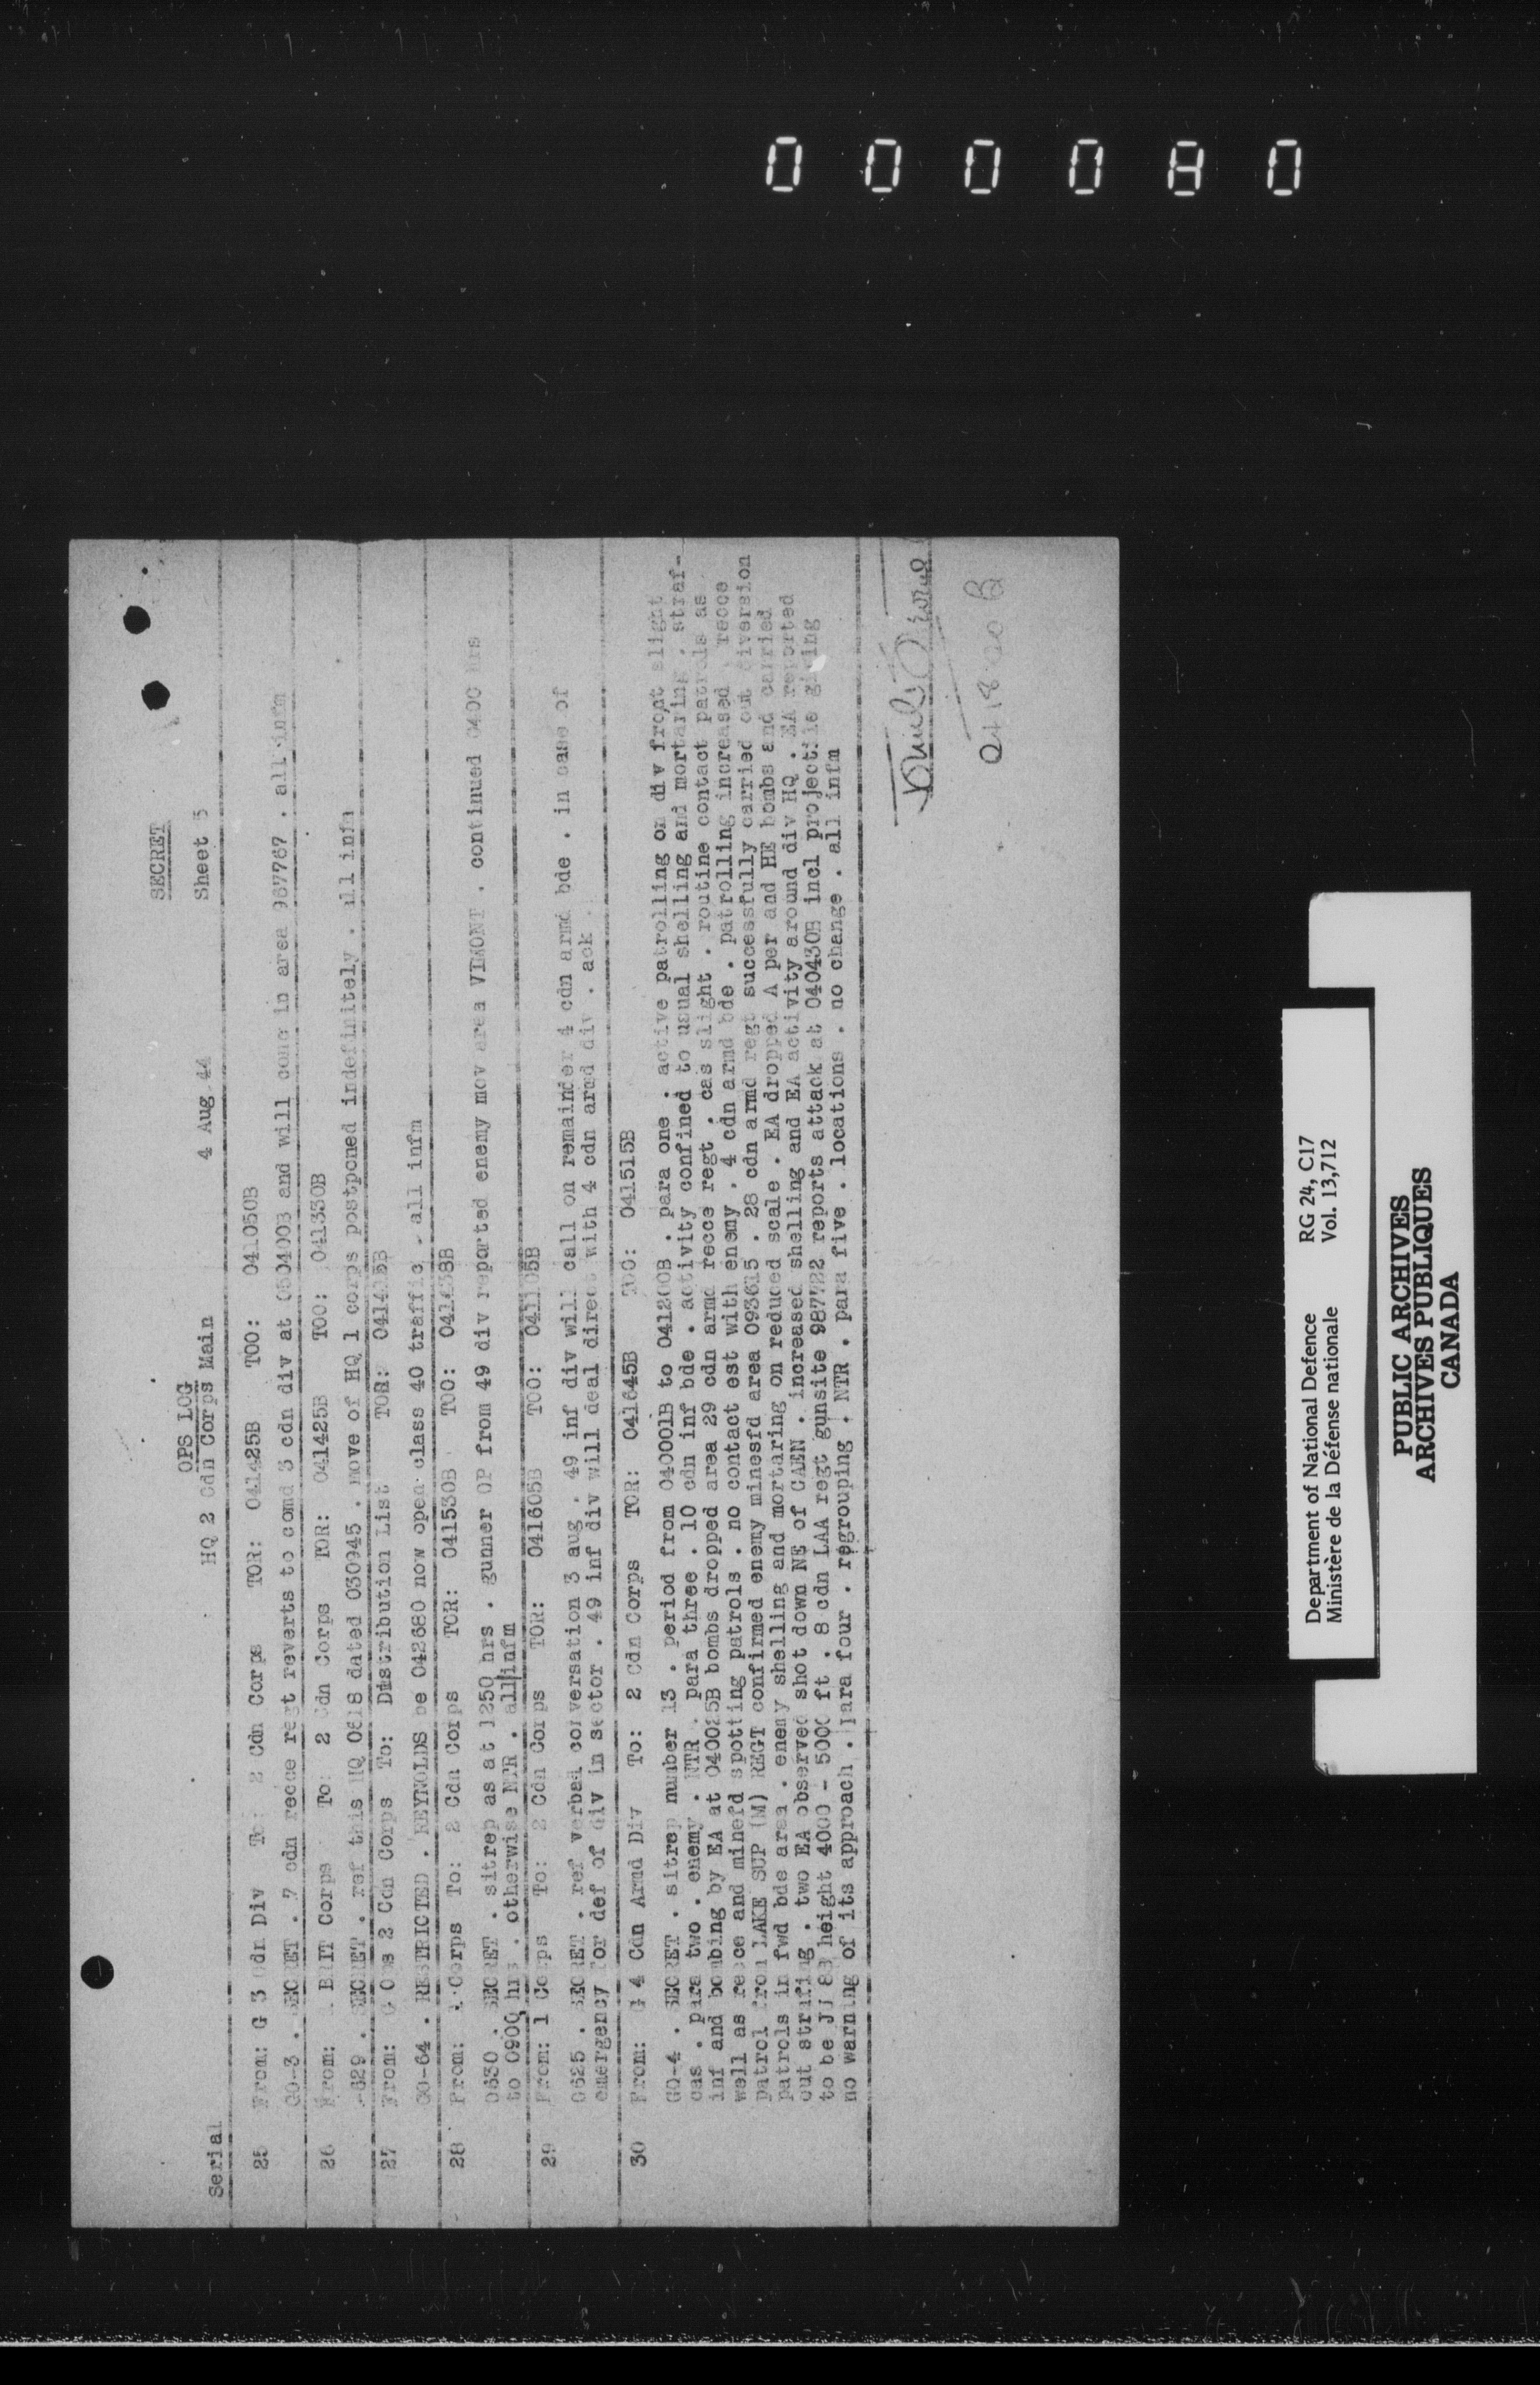 000080
SECRET
OPS LOG
HQ 2 Cdn Corps Main 4 Aug 44 Sheet 5
Serial
25 From: G 3 Cdn Div To: 2 Cdn Corps TOR: 041425B TOO: 041050B
GO-3 . SECRET . 7 cdn recce regt reverts to comd 3 cdn div at and will conc in area 967767 . all infm
26 From: BRIT Corps To: 2 Cdn Corps TOR: 041425B TOO: 041330B
-629 . SECRET . ref this HQ 0618 dated 030945 . move of HQ 1 corps postponed indefinitely . all infm
27 From: G Ops 2 Cdn Corps To: Distribution List TOR:
GO-64 . RESTRICTED . REYNOLDS be 042680 now open class 40 traffic . all infm
28 From: Corps To: 2 Cdn Corps TOR: 041530B TOO:
0630 . SECRET . sitrep as at 1250 hrs . gunner OP from 49 div reported enemy mov area VIMONT . continued 0400 hrs
to 0900 hrs . otherwise NTR . all infm
29 From: 1 Corps To: 2 Cdn Corps TOR: 041605B TOO:
0625 . SECRET . ref verbal conversation 3 aug . 49 inf div will call on remainder 4 cdn armd bde . in case of
emergency for def of div in sector . 49 inf div will deal direct with 4 cdn armd div . ack .
30 From: G 4 Cdn Armd Div To: 2 Cdn Corps TOR: 041645B TOO: 041515B
GO-4 . SECRET . sitrep number 13 . period from 040001B to 041200B . para one . active patrolling on div front slight
cas . para two . enemy . NTR . para three . 10 cdn inf bde . activity confined to usual shelling and mortaring . straf-
inf and bombing by EA at 040025B bombs dropped area 29 cdn armd recce regt . cas slight . routine contact patrols as
well as recce and minefd spotting patrols . no contact est with enemy . 4 cdn armd bde . patrolling increased . recce
patrol from LAKE SUP (M) REGT confirmed enemy minesfd area 093615 . 28 cdn armd regt successfully carried out diversion
patrols in fwd bde area . enemy shelling and mortaring on reduced scale . EA dropped A per and HE bombs and carried
out strafing . two EA observed shot down NE of CAEN . increased shelling and EA activity around div HQ . EA reported
to be JU 88 height 4000 - 5000 ft . 8 cdn LAA regt gunsite 987722 reports attack at 040430B incl projectile giving
no warning of its approach . para four . regrouping . NTR . para five . locations . no change . all infm
Department of National Defence RG 24, C17
Ministère de la Défense nationale Vol. 13,712
PUBLIC ARCHIVES
ARCHIVES PUBLIQUES
CANADA